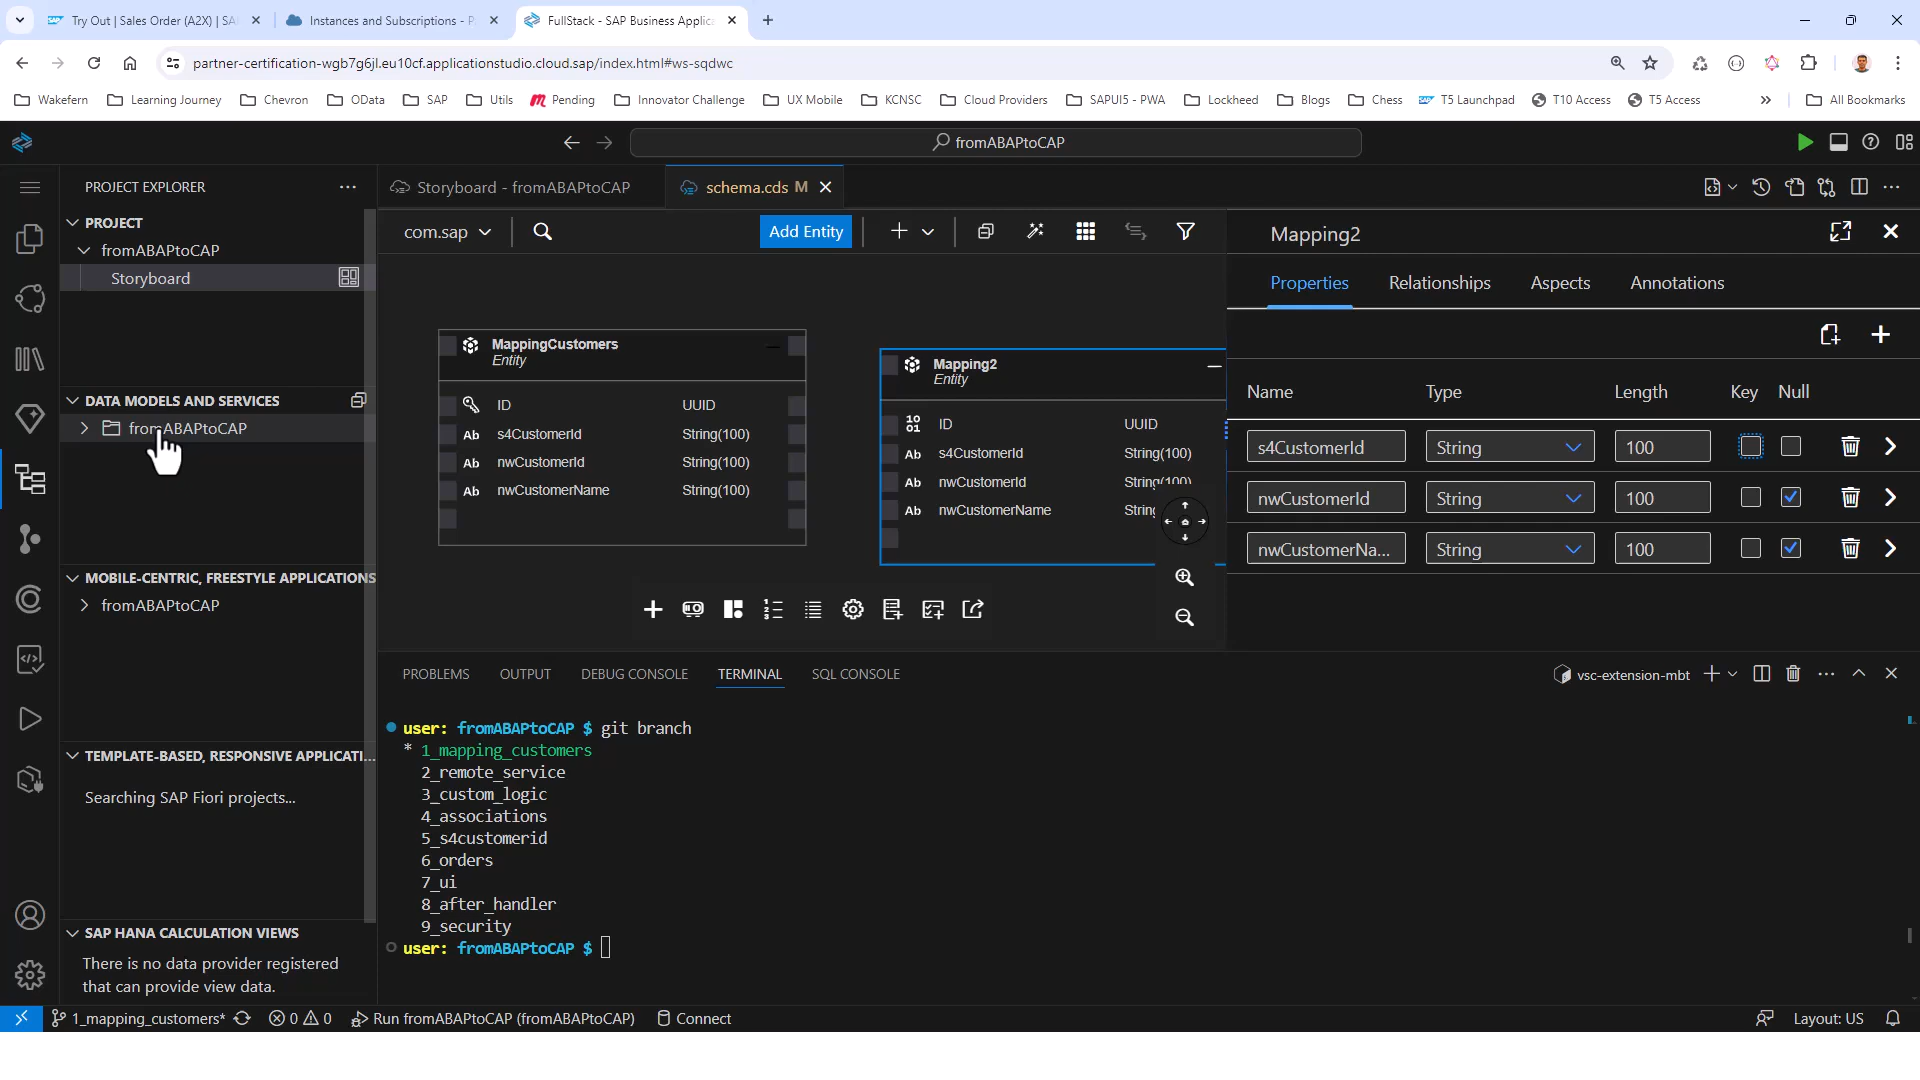 Try Out | Sales Order (A2X) | SA
Instances and Subscriptions - P
FullStack - SAP Business Applic
partner-certification-wgb7g6jl.eu10cf.applicationstudio.cloud.sap/index.html#ws-sqdwc
Wakefern
Learning Journey
Chevron
OData
SAP
Utils
Pending
Innovator Challenge
UX Mobile
KCNSC
Cloud Providers
SAPUI5 - PWA
Lockheed
Blogs
Chess
T5 Launchpad
T10 Access
T5 Access
All Bookmarks
fromABAPtoCAP
PROJECT EXPLORER
Storyboard - fromABAPtoCAP
schema.cds M
PROJECT
fromABAPtoCAP
Storyboard
DATA MODELS AND SERVICES
fromABAPtoCAP
MOBILE-CENTRIC, FREESTYLE APPLICATIONS
fromABAPtoCAP
TEMPLATE-BASED, RESPONSIVE APPLICATI...
Searching SAP Fiori projects...
SAP HANA CALCULATION VIEWS
There is no data provider registered
that can provide view data.
com.sap
Add Entity
MappingCustomers
Entity
ID UUID
Ab s4CustomerId String(100)
Ab nwCustomerId String(100)
Ab nwCustomerName String(100)
Mapping2
Entity
ID UUID
Ab s4CustomerId String(100)
Ab nwCustomerId String(100)
Ab nwCustomerName String
Mapping2
Properties
Relationships
Aspects
Annotations
Name Type Length Key Null
s4CustomerId String 100
nwCustomerId String 100
nwCustomerNa... String 100
PROBLEMS
OUTPUT
DEBUG CONSOLE
TERMINAL
SQL CONSOLE
vsc-extension-mbt
user: fromABAPtoCAP $ git branch
* 1_mapping_customers
2_remote_service
3_custom_logic
4_associations
5_s4customerid
6_orders
7_ui
8_after_handler
9_security
user: fromABAPtoCAP $
1_mapping_customers*
0
0
Run fromABAPtoCAP (fromABAPtoCAP)
Connect
Layout: US